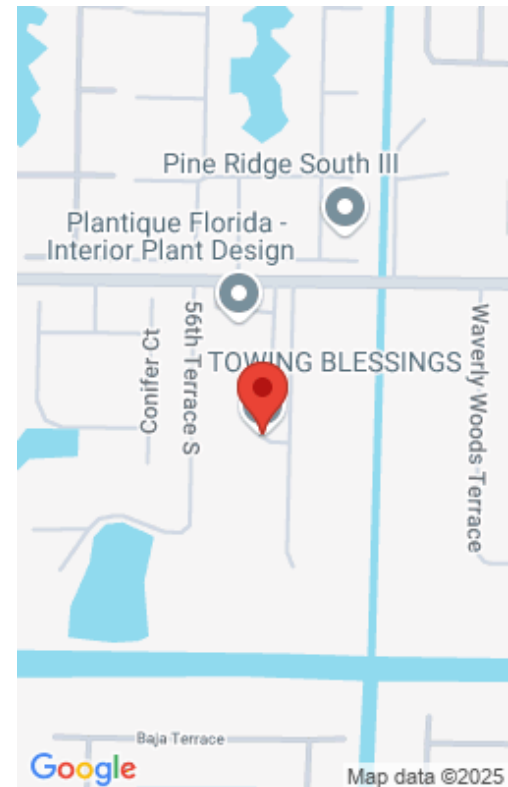 Pine Ridge South III
Plantique Florida -
Interior Plant Design
56th Terrace S
Conifer Ct
TOWING BLESSINGS
Waverly Woods Terrace
Baja Terrace
Google
Map data ©2025